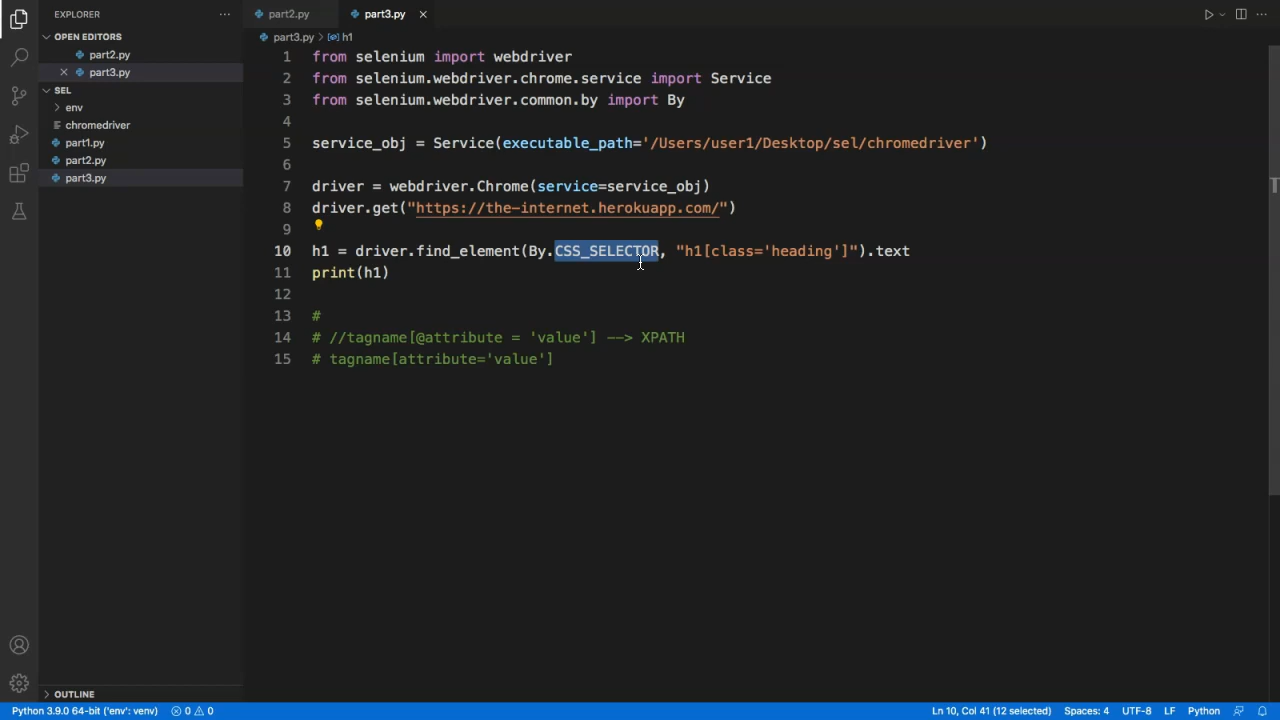 EXPLORER
OPEN EDITORS
part2.py
part3.py
SEL
env
chromedriver
part1.py
part2.py
part3.py
OUTLINE
part2.py
part3.py
part3.py > h1
1 from selenium import webdriver
2 from selenium.webdriver.chrome.service import Service
3 from selenium.webdriver.common.by import By
4
5 service_obj = Service(executable_path='/Users/user1/Desktop/sel/chromedriver')
6
7 driver = webdriver.Chrome(service=service_obj)
8 driver.get("https://the-internet.herokuapp.com/")
9
10 h1 = driver.find_element(By.CSS_SELECTOR, "h1[class='heading']").text
11 print(h1)
12
13 #
14 # //tagname[@attribute = 'value'] --> XPATH
15 # tagname[attribute='value']
Python 3.9.0 64-bit ('env': venv) 0 0 Ln 10, Col 41 (12 selected) Spaces: 4 UTF-8 LF Python